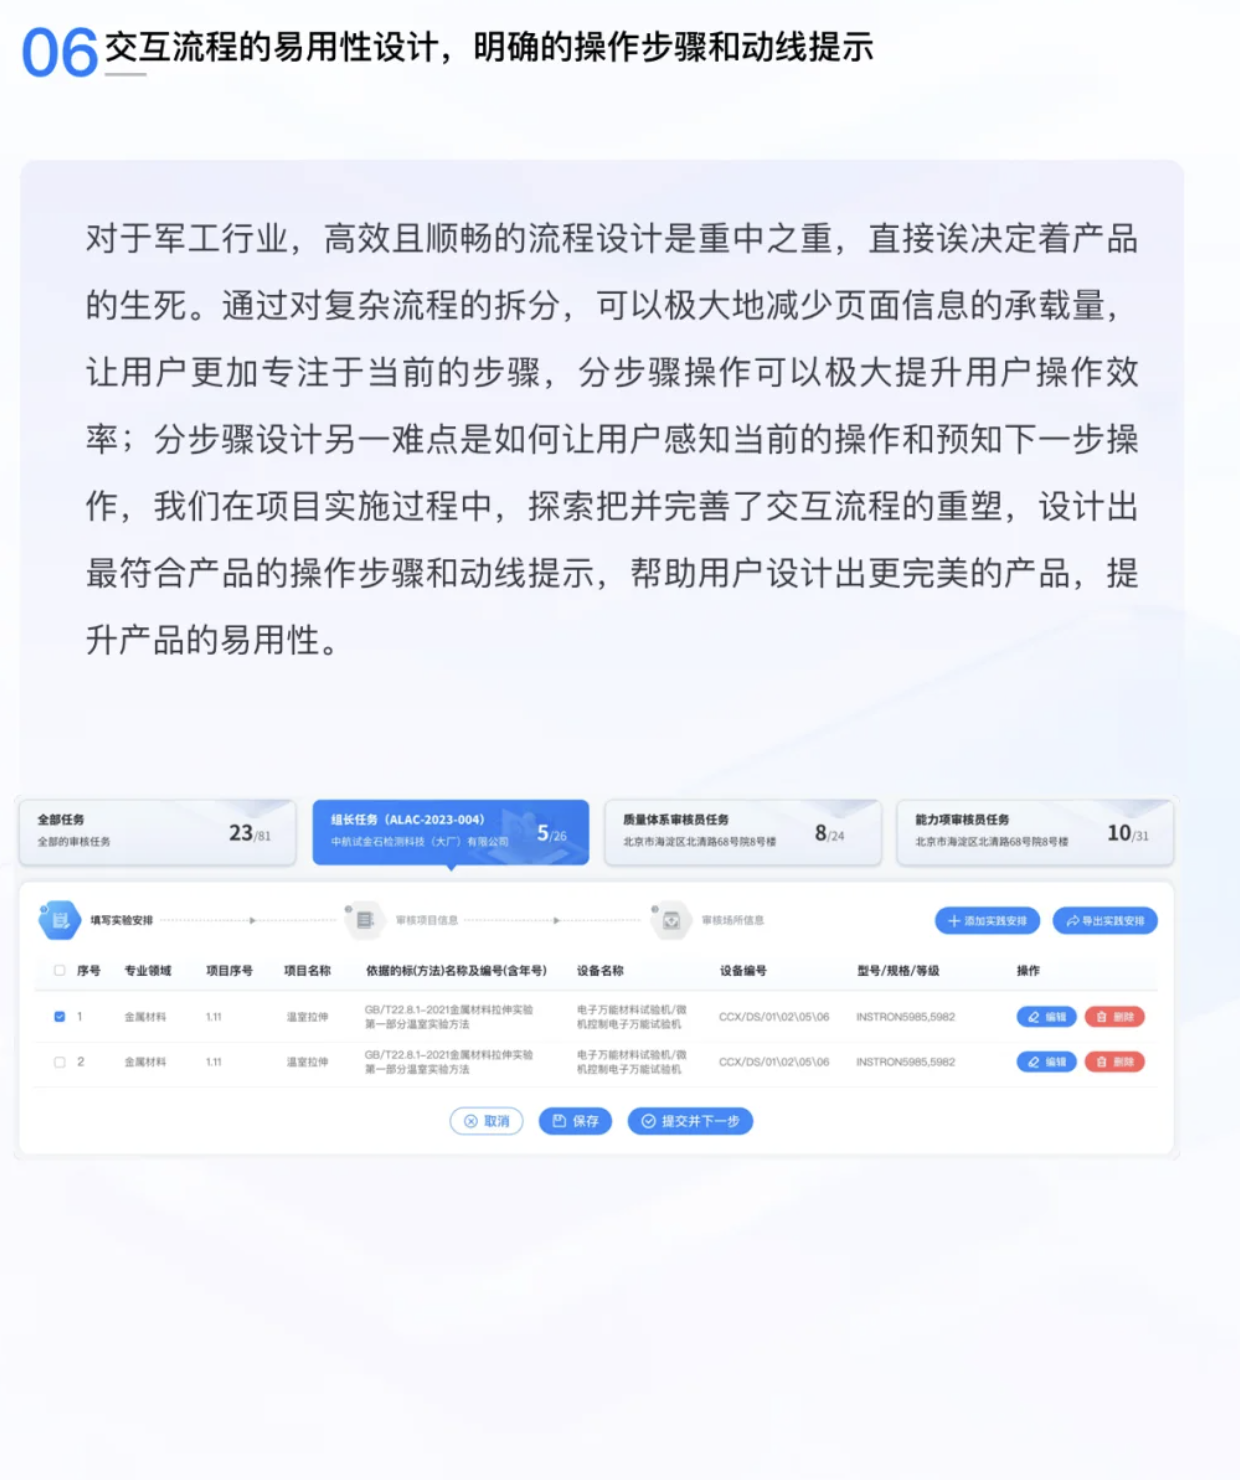 06 交互流程的易用性设计，明确的操作步骤和动线提示
对于军工行业，高效且顺畅的流程设计是重中之重，直接诶决定着产品
的生死。通过对复杂流程的拆分，可以极大地减少页面信息的承载量，
让用户更加专注于当前的步骤，分步骤操作可以极大提升用户操作效
率；分步骤设计另一难点是如何让用户感知当前的操作和预知下一步操
作，我们在项目实施过程中，探索把并完善了交互流程的重塑，设计出
最符合产品的操作步骤和动线提示，帮助用户设计出更完美的产品，提
升产品的易用性。
全部任务
全部的审核任务
23/81
组长任务（ALAC-2023-004）
中航试金石检测科技（大厂）有限公司
5/26
质量体系审核员任务
北京市海淀区北清路68号院8号楼
8/24
能力项审核员任务
北京市海淀区北清路68号院8号楼
10/31
填写实验安排 审核项目信息 审核场所信息 添加实践安排 导出实践安排
序号 专业领域 项目序号 项目名称 依据的标(方法)名称及编号(含年号) 设备名称 设备编号 型号/规格/等级 操作
1 金属材料 1.11 温室拉伸 GB/T22.8.1-2021金属材料拉伸实验 电子万能材料试验机/微 CCX/DS/01\02\05\06 INSTRON5985,5982 编辑 删除
第一部分温室实验方法 机控制电子万能试验机
2 金属材料 1.11 温室拉伸 GB/T22.8.1-2021金属材料拉伸实验 电子万能材料试验机/微 CCX/DS/01\02\05\06 INSTRON5985,5982 编辑 删除
第一部分温室实验方法 机控制电子万能试验机
取消 保存 提交并下一步